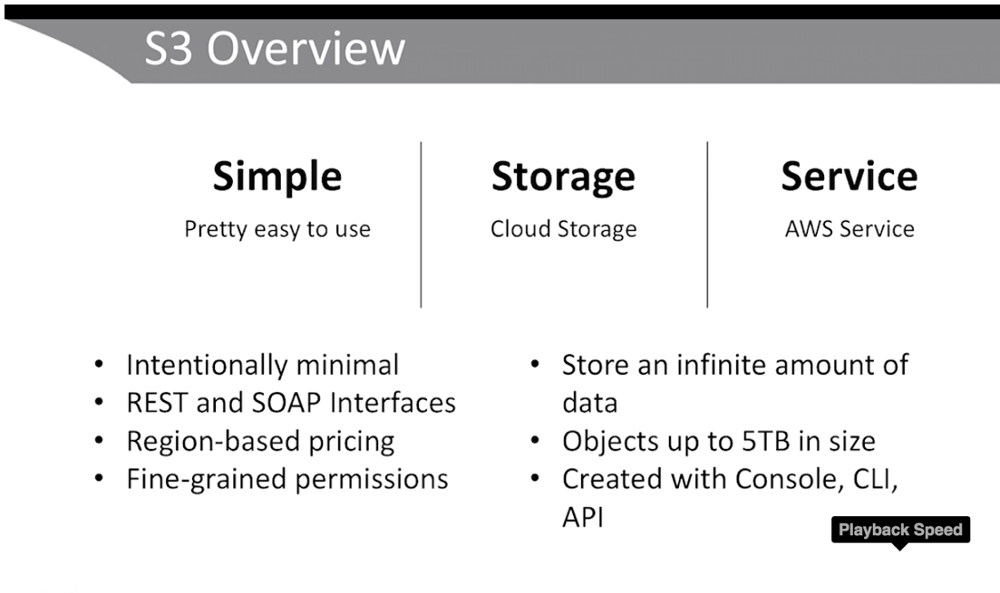 S3 Overview
Simple
Pretty easy to use
Storage
Cloud Storage
Service
AWS Service
• Intentionally minimal
• REST and SOAP Interfaces
• Region-based pricing
• Fine-grained permissions
• Store an infinite amount of
data
• Objects up to 5TB in size
• Created with Console, CLI,
API
Playback Speed